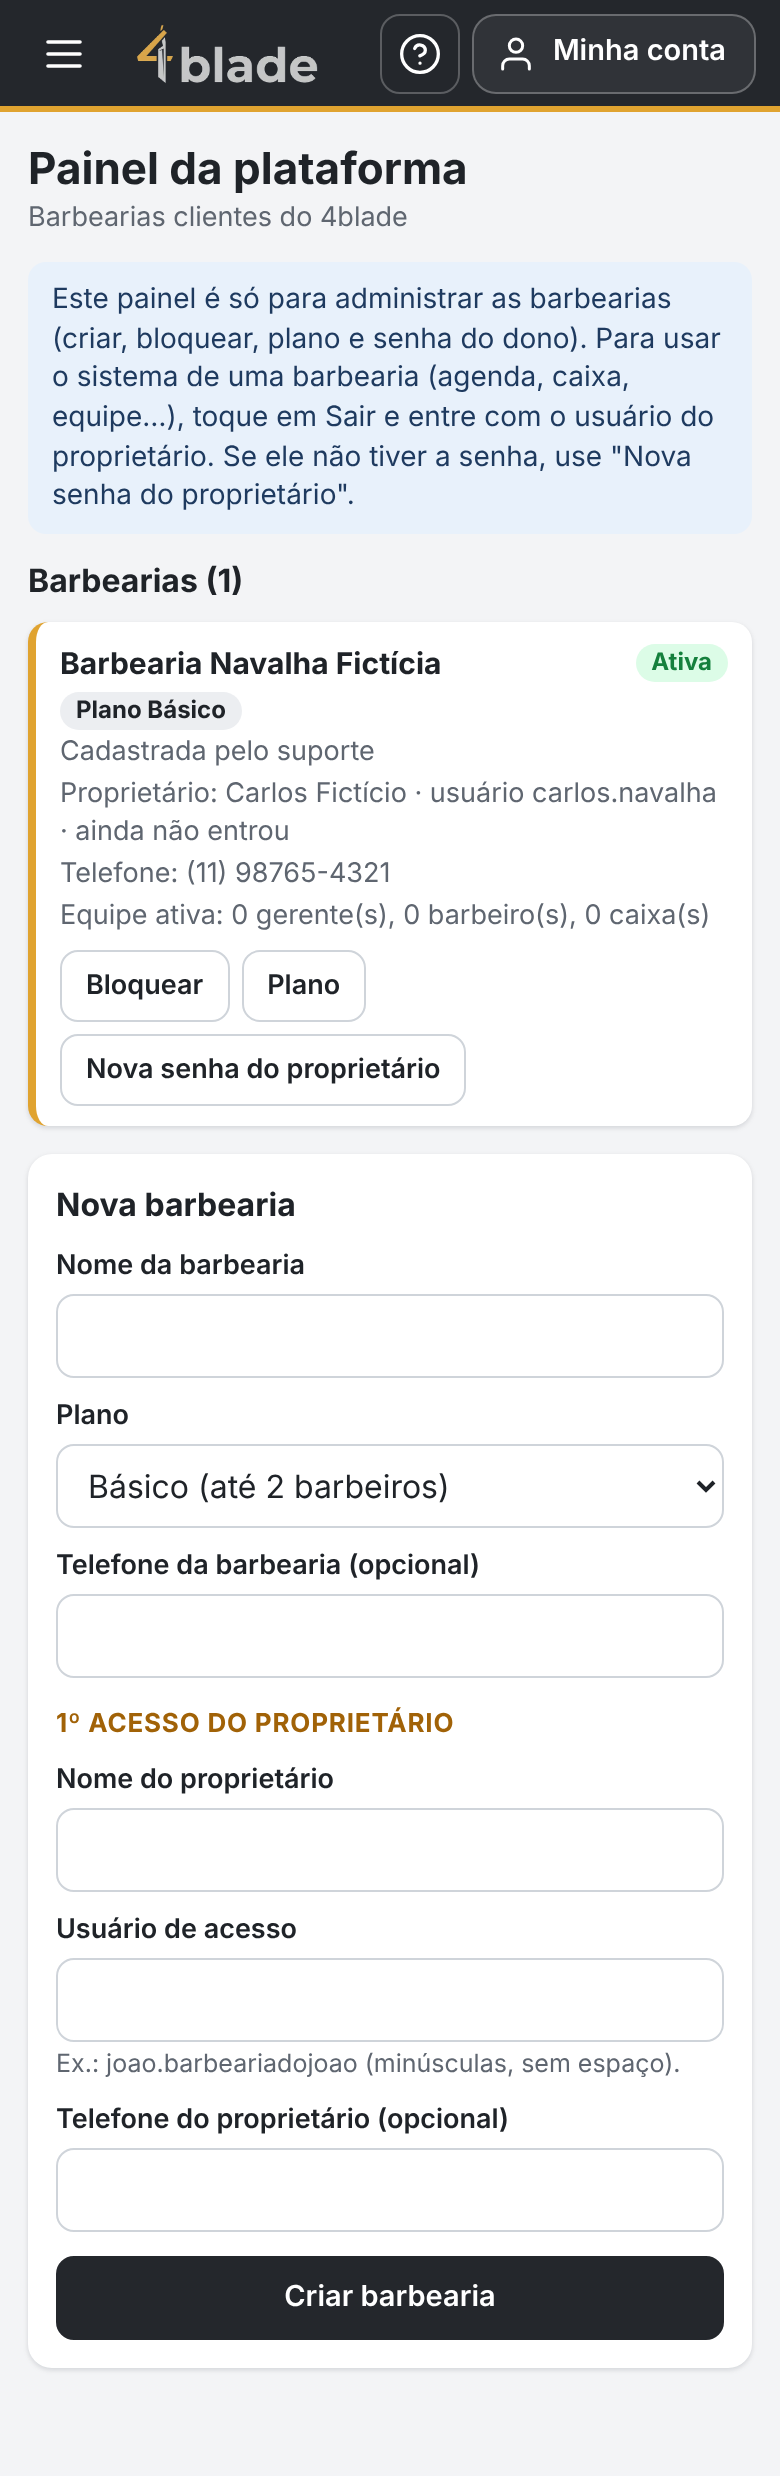 4blade
Minha conta
Painel da plataforma
Barbearias clientes do 4blade
Este painel é só para administrar as barbearias
(criar, bloquear, plano e senha do dono). Para usar
o sistema de uma barbearia (agenda, caixa,
equipe...), toque em Sair e entre com o usuário do
proprietário. Se ele não tiver a senha, use "Nova
senha do proprietário".
Barbearias (1)
Barbearia Navalha Fictícia
Ativa
Plano Básico
Cadastrada pelo suporte
Proprietário: Carlos Fictício · usuário carlos.navalha
· ainda não entrou
Telefone: (11) 98765-4321
Equipe ativa: 0 gerente(s), 0 barbeiro(s), 0 caixa(s)
Bloquear
Plano
Nova senha do proprietário
Nova barbearia
Nome da barbearia
Plano
Básico (até 2 barbeiros)
Telefone da barbearia (opcional)
1º ACESSO DO PROPRIETÁRIO
Nome do proprietário
Usuário de acesso
Ex.: joao.barbeariadojoao (minúsculas, sem espaço).
Telefone do proprietário (opcional)
Criar barbearia